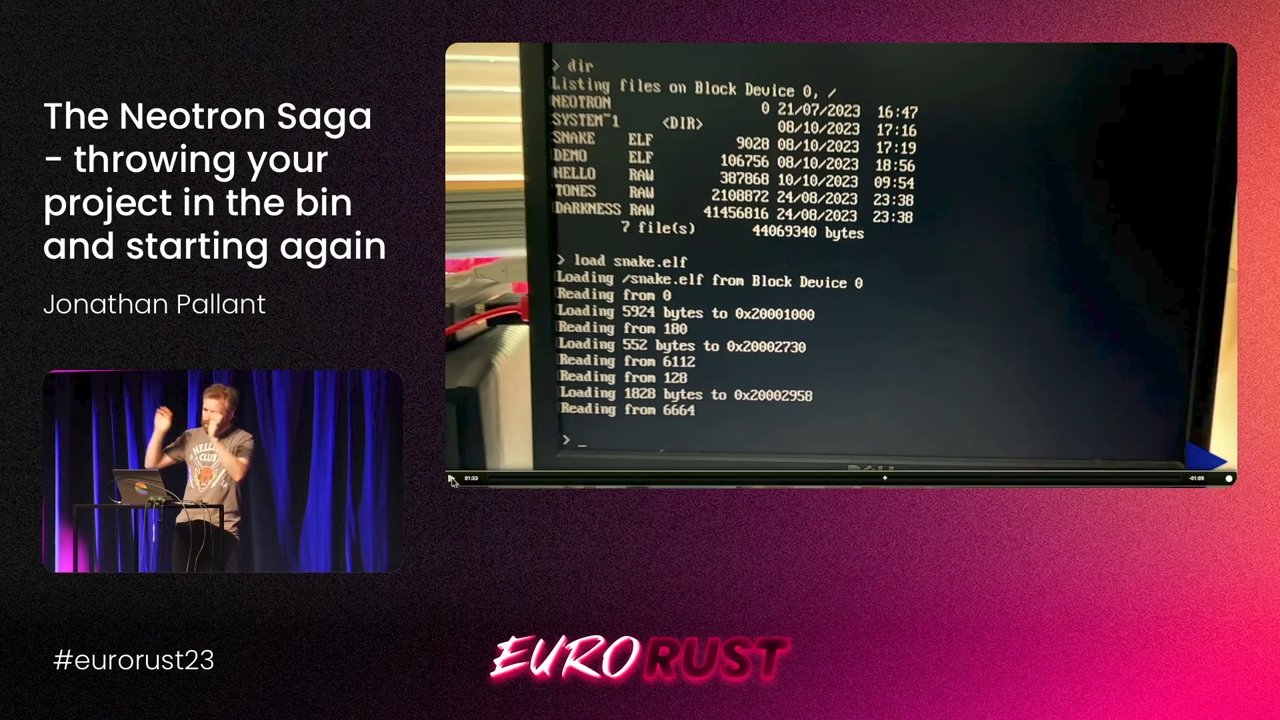 The Neotron Saga
- throwing your
project in the bin
and starting again
Jonathan Pallant
> dir
Listing files on Block Device 0, /
NEOTRON 0 21/07/2023 16:47
SYSTEM~1 <DIR> 08/10/2023 17:16
SNAKE ELF 9028 08/10/2023 17:19
DEMO ELF 106756 08/10/2023 18:56
HELLO RAW 387868 10/10/2023 09:54
TONES RAW 2108872 24/08/2023 23:38
DARKNESS RAW 41456816 24/08/2023 23:38
7 file(s) 44069340 bytes
> load snake.elf
Loading /snake.elf from Block Device 0
Reading from 0
Loading 5924 bytes to 0x20001000
Reading from 180
Loading 552 bytes to 0x20002730
Reading from 6112
Reading from 128
Loading 1828 bytes to 0x20002958
Reading from 6664
> _
01:33
-01:09
#eurorust23
EURORUST